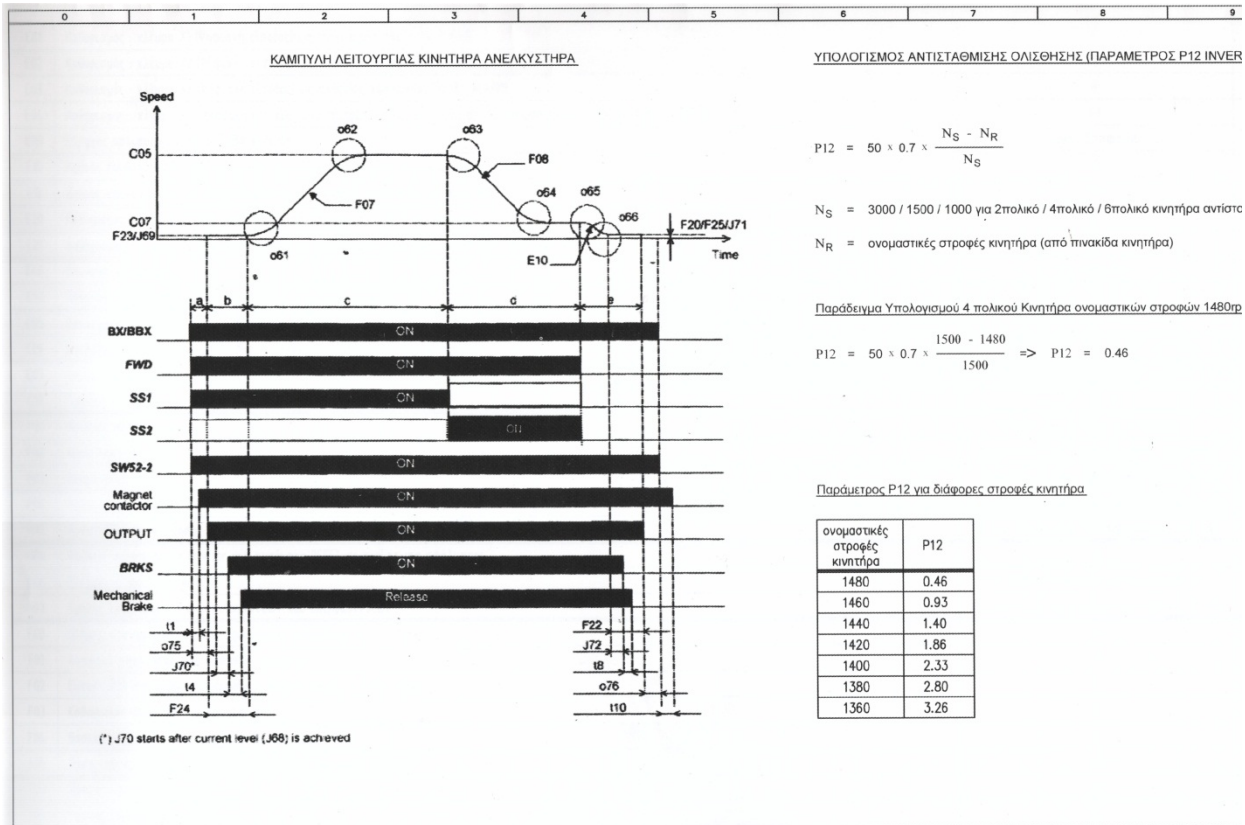 0 1 2 3 4 5 6 7 8 9
ΚΑΜΠΥΛΗ ΛΕΙΤΟΥΡΓΙΑΣ ΚΙΝΗΤΗΡΑ ΑΝΕΛΚΥΣΤΗΡΑ
Speed
o62
o63
C05
F08
F07
o64
o65
o66
C07
F23/J69
F20/F25/J71
o61
E10
Time
a b c d e
BX/BBX ON
FWD ON
SS1 ON
SS2 ON
SW52-2 ON
Magnet
contactor ON
OUTPUT ON
BRKS ON
Mechanical
Brake Release
t1
F22
o75
J72
J70*
t8
t4
o76
F24
t10
(*) J70 starts after current level (J68) is achieved
ΥΠΟΛΟΓΙΣΜΟΣ ΑΝΤΙΣΤΑΘΜΙΣΗΣ ΟΛΙΣΘΗΣΗΣ (ΠΑΡΑΜΕΤΡΟΣ P12 INVER
P12 = 50 x 0.7 x (NS - NR) / NS
NS = 3000 / 1500 / 1000 για 2πολικό / 4πολικό / 6πολικό κινητήρα αντίστο
NR = ονομαστικές στροφές κινητήρα (από πινακίδα κινητήρα)
Παράδειγμα Υπολογισμού 4 πολικού Κινητήρα ονομαστικών στροφών 1480rp
P12 = 50 x 0.7 x (1500 - 1480) / 1500 => P12 = 0.46
Παράμετρος P12 για διάφορες στροφές κινητήρα
ονομαστικές
στροφές
κινητήρα
P12
1480 0.46
1460 0.93
1440 1.40
1420 1.86
1400 2.33
1380 2.80
1360 3.26